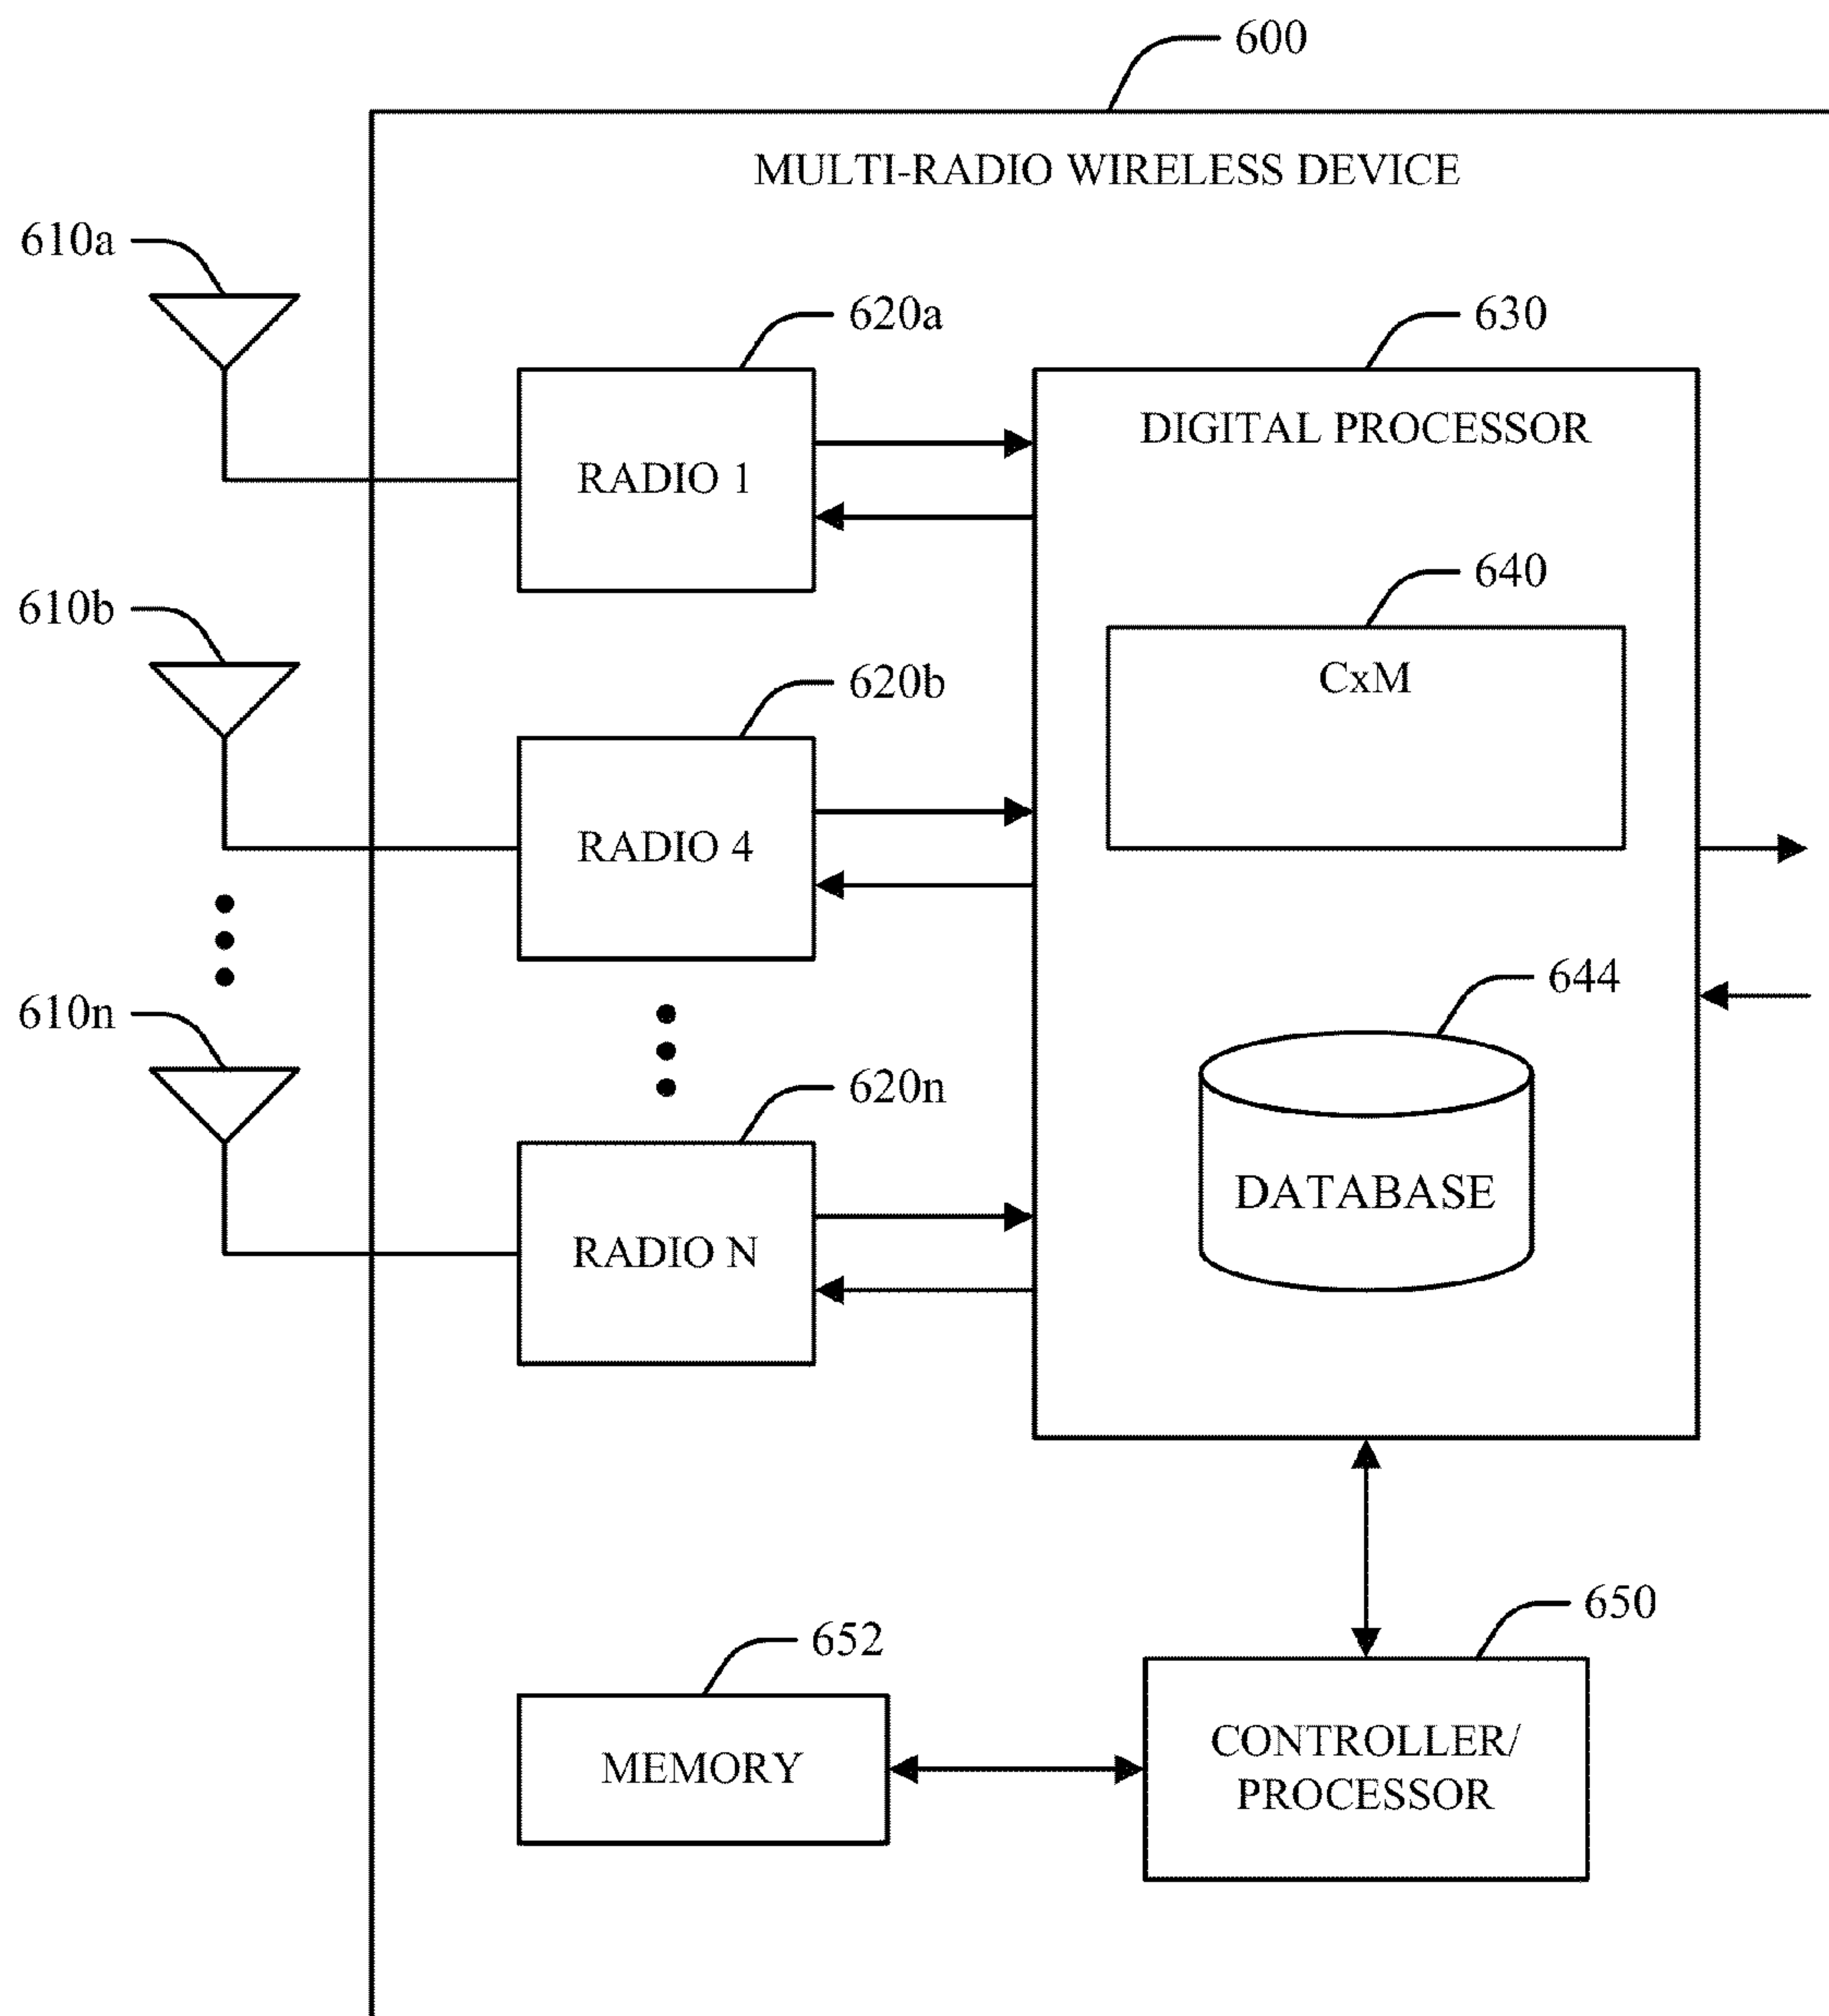 600
MULTI-RADIO WIRELESS DEVICE
610a
620a
630
RADIO 1
DIGITAL PROCESSOR
640
CxM
610b
620b
RADIO 4
644
610n
620n
DATABASE
RADIO N
650
652
MEMORY
CONTROLLER/
PROCESSOR